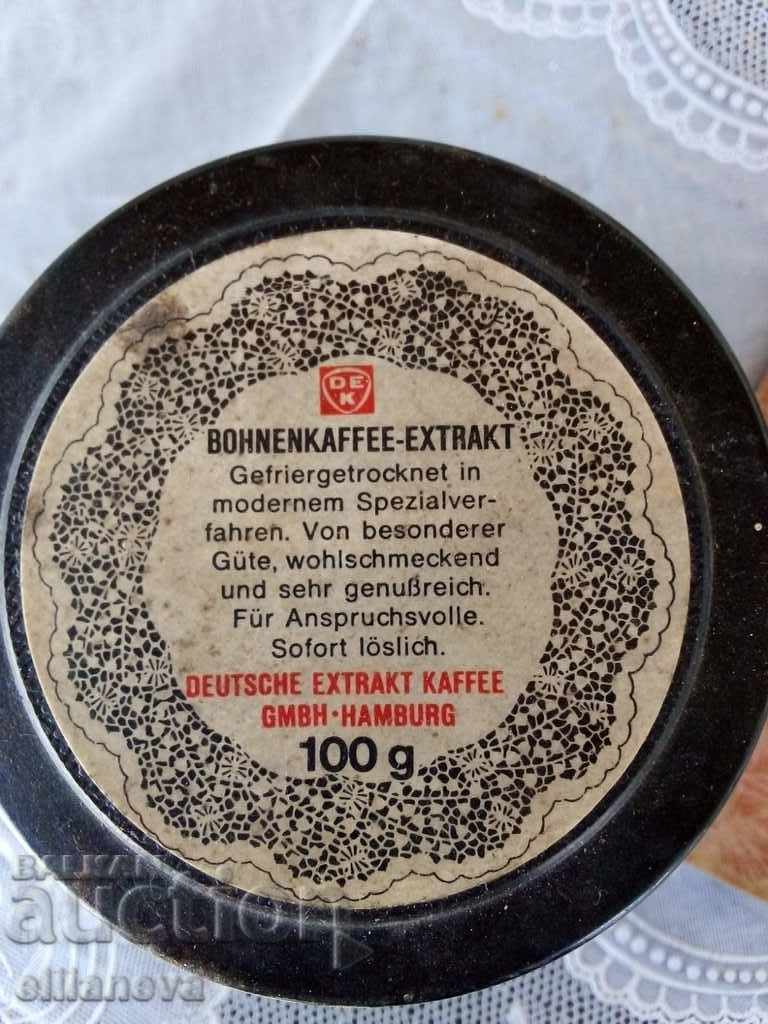 DE
K
BOHNENKAFFEE-EXTRAKT
Gefriergetrocknet in
modernem Spezialver-
fahren. Von besonderer
Güte, wohlschmeckend
und sehr genußreich.
Für Anspruchsvolle.
Sofort löslich.
DEUTSCHE EXTRAKT KAFFEE
GMBH·HAMBURG
100 g
BALKAN
auction
ellianova